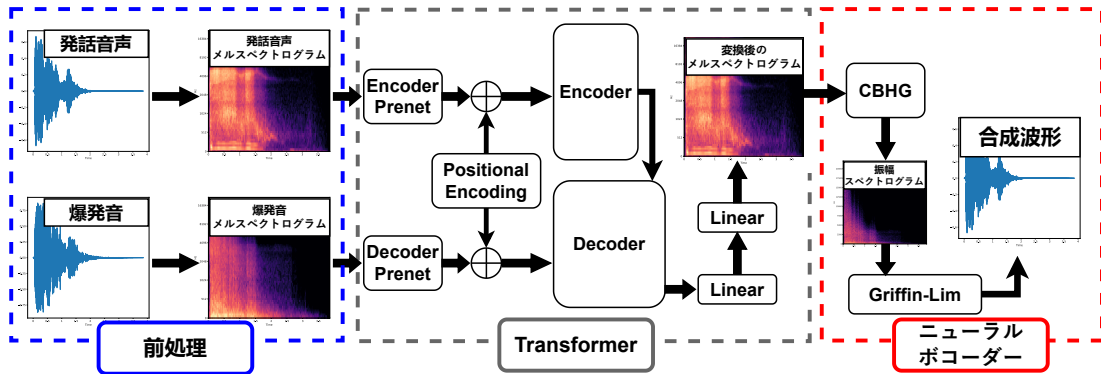 発話音声
発話音声
メルスペクトログラム
爆発音
爆発音
メルスペクトログラム
前処理
Encoder
Prenet
Positional
Encoding
Decoder
Prenet
Encoder
Decoder
変換後の
メルスペクトログラム
Linear
Linear
Transformer
CBHG
振幅
スペクトログラム
Griffin-Lim
合成波形
ニューラル
ボコーダー